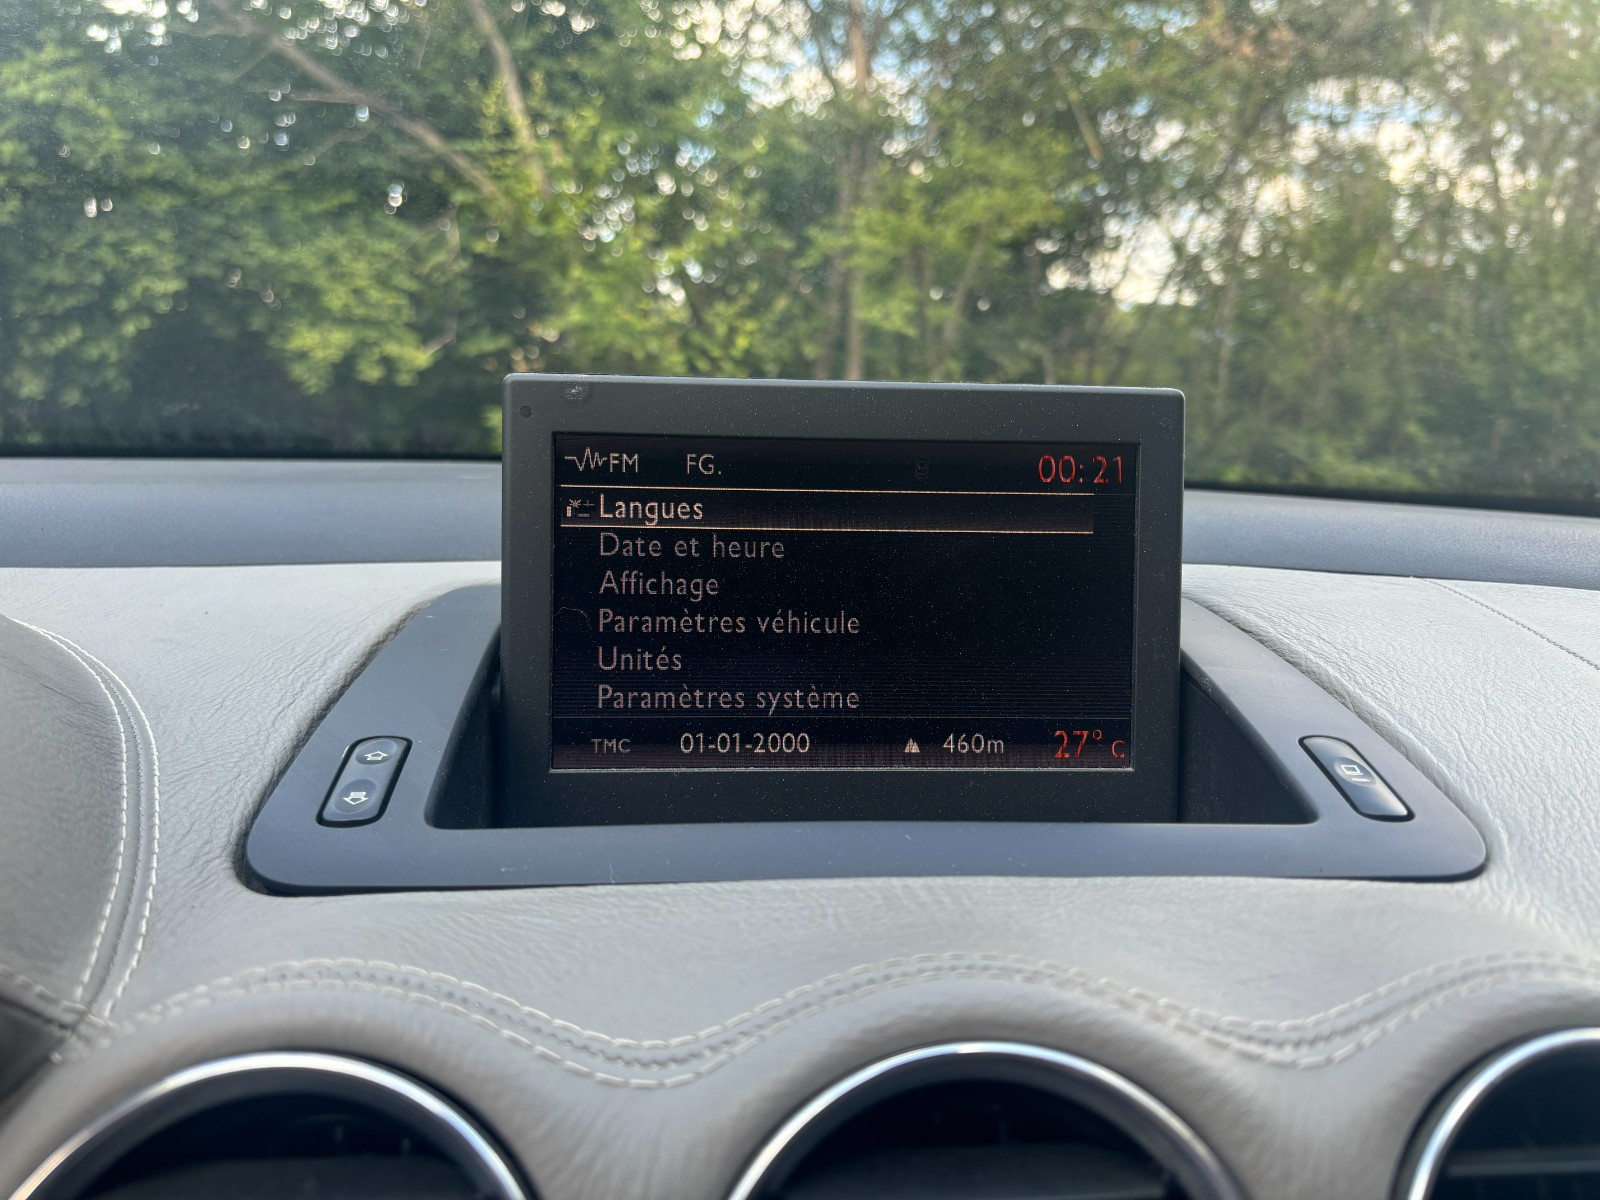 FM FG. 00:21
Langues
Date et heure
Affichage
Paramètres véhicule
Unités
Paramètres système
TMC 01-01-2000 460m 27° C